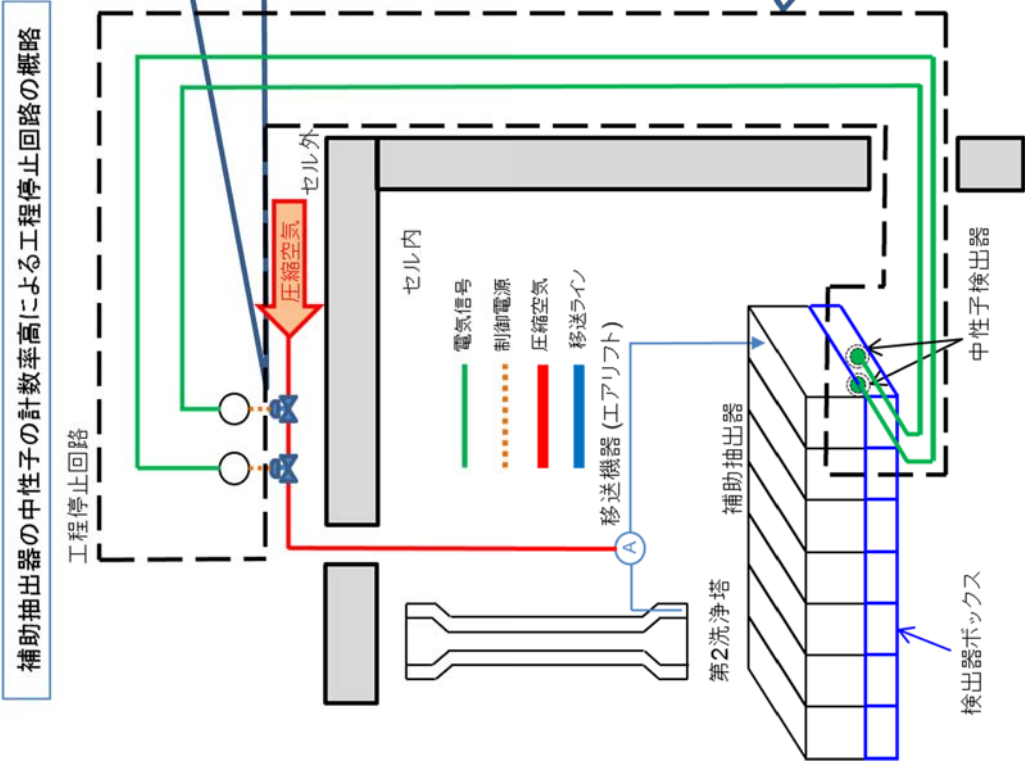 補助抽出器の中性子の計数率高による工程停止回路の概略
工程停止回路
圧縮空気
セル外
セル内
電気信号
制御電源
圧縮空気
移送ライン
移送機器(エアリフト)
A
第2洗浄塔
補助抽出器
中性子検出器
検出器ボックス